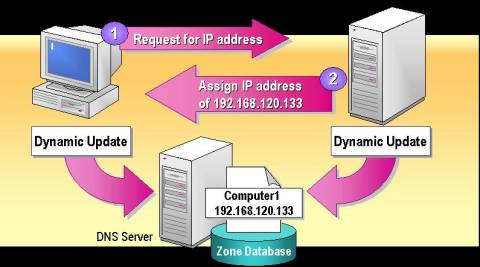 1
Request for IP address
Assign IP address
of 192.168.120.133
2
Dynamic Update
Dynamic Update
Computer1
192.168.120.133
DNS Server
Zone Database